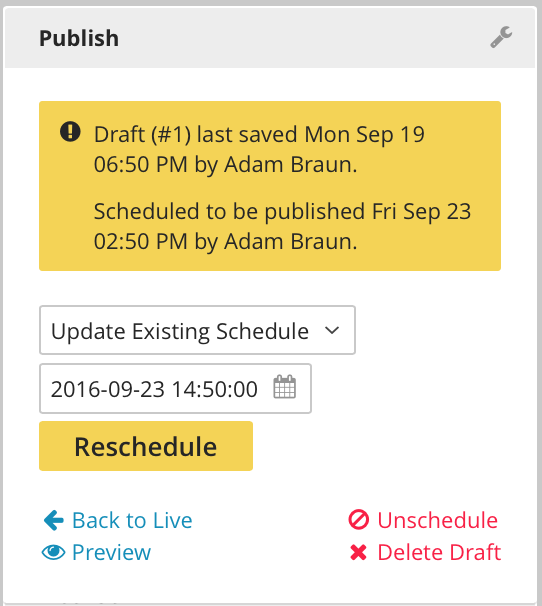 Publish
Draft (#1) last saved Mon Sep 19
06:50 PM by Adam Braun.
Scheduled to be published Fri Sep 23
02:50 PM by Adam Braun.
Update Existing Schedule
2016-09-23 14:50:00
Reschedule
Back to Live
Unschedule
Preview
Delete Draft